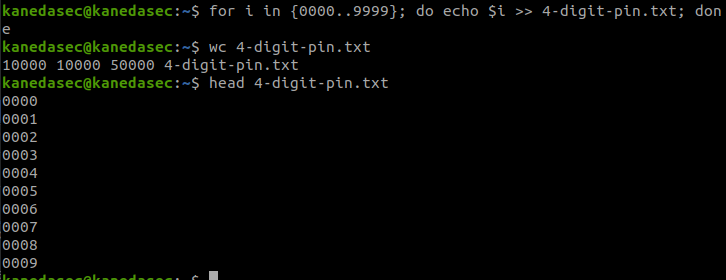 kanedasec@kanedasec:~$ for i in {0000..9999}; do echo $i >> 4-digit-pin.txt; don
e
kanedasec@kanedasec:~$ wc 4-digit-pin.txt
10000 10000 50000 4-digit-pin.txt
kanedasec@kanedasec:~$ head 4-digit-pin.txt
0000
0001
0002
0003
0004
0005
0006
0007
0008
0009
kanedasec@kanedasec:~$